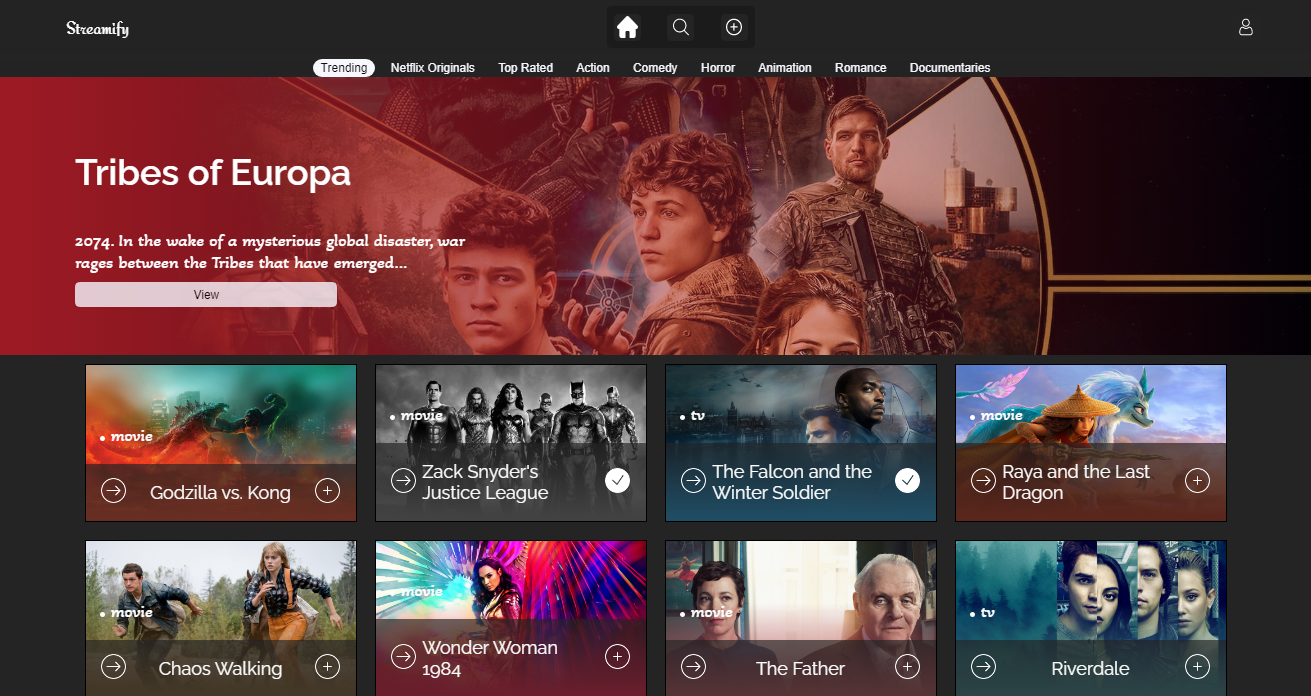 Streamify
Trending Netflix Originals Top Rated Action Comedy Horror Animation Romance Documentaries
Tribes of Europa
2074. In the wake of a mysterious global disaster, war
rages between the Tribes that have emerged...
View
movie
Godzilla vs. Kong
movie
Zack Snyder's
Justice League
tv
The Falcon and the
Winter Soldier
movie
Raya and the Last
Dragon
movie
Chaos Walking
movie
Wonder Woman
1984
movie
The Father
tv
Riverdale